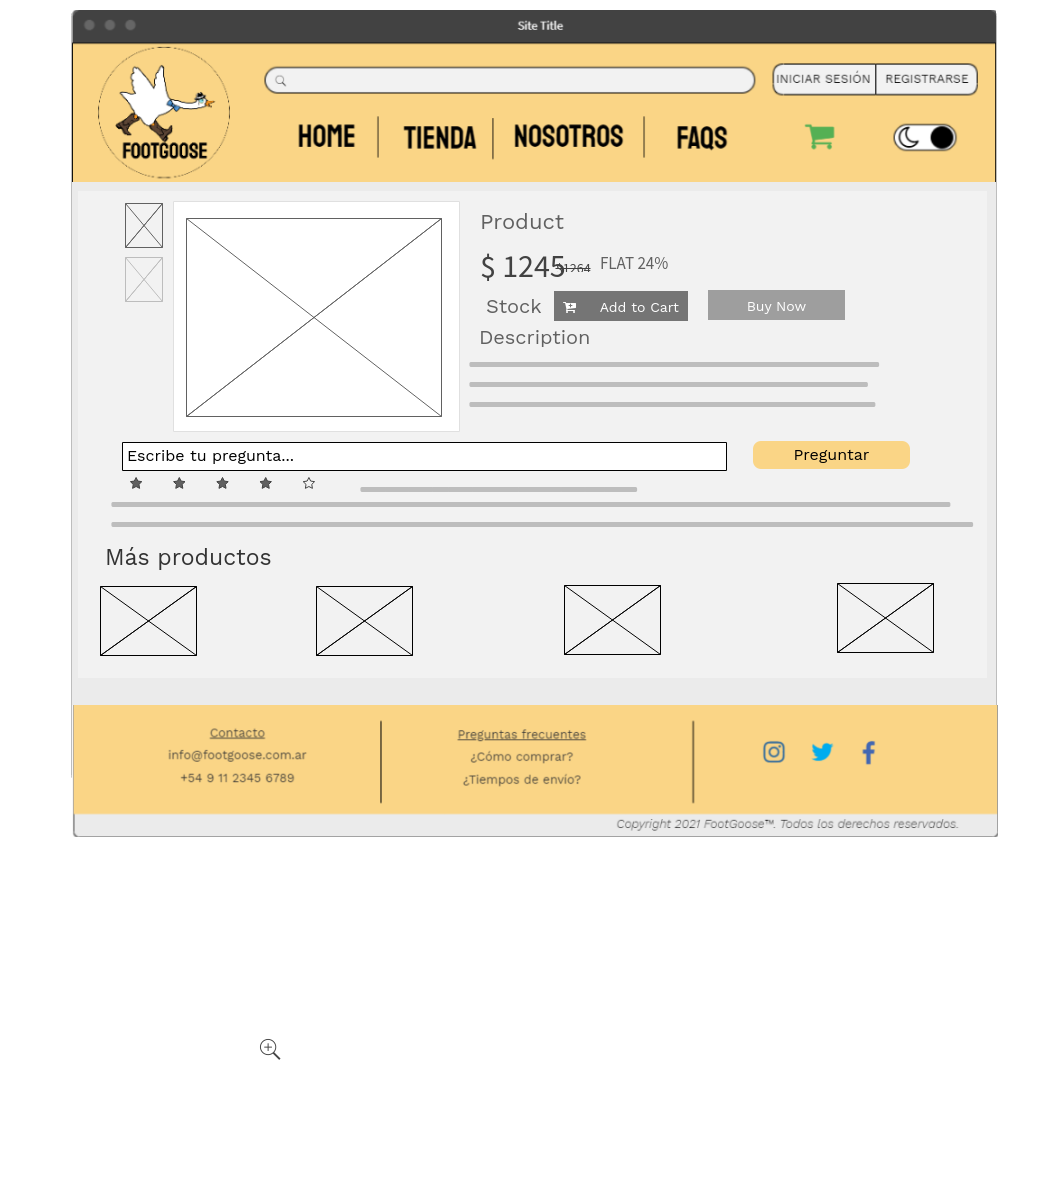 Site Title
INICIAR SESIÓN
REGISTRARSE
FOOTGOOSE
HOME
TIENDA
NOSOTROS
FAQS
Product
$ 1245
$1264
FLAT 24%
Stock
Add to Cart
Buy Now
Description
Escribe tu pregunta...
Preguntar
Más productos
Contacto
info@footgoose.com.ar
+54 9 11 2345 6789
Preguntas frecuentes
¿Cómo comprar?
¿Tiempos de envío?
Copyright 2021 FootGoose™. Todos los derechos reservados.